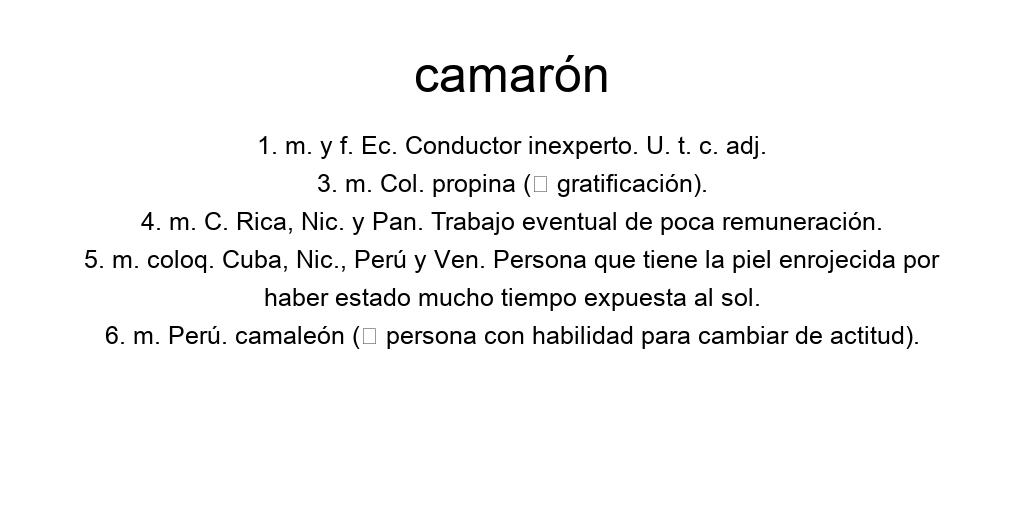 camarón
1. m. y f. Ec. Conductor inexperto. U. t. c. adj.
3. m. Col. propina (□ gratificación).
4. m. C. Rica, Nic. y Pan. Trabajo eventual de poca remuneración.
5. m. coloq. Cuba, Nic., Perú y Ven. Persona que tiene la piel enrojecida por
haber estado mucho tiempo expuesta al sol.
6. m. Perú. camaleón (□ persona con habilidad para cambiar de actitud).